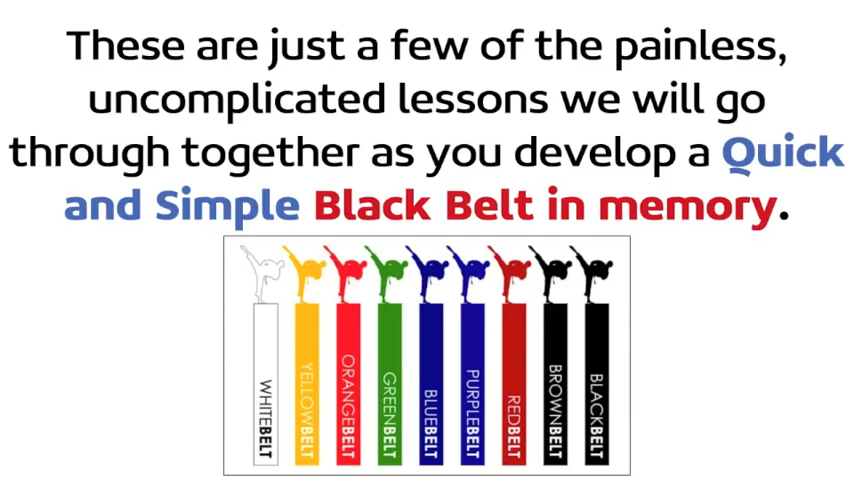 These are just a few of the painless,
uncomplicated lessons we will go
through together as you develop a Quick
and Simple Black Belt in memory.
WHITEBELT
YELLOWBELT
ORANGEBELT
GREENBELT
BLUEBELT
PURPLEBELT
REDBELT
BROWNBELT
BLACKBELT